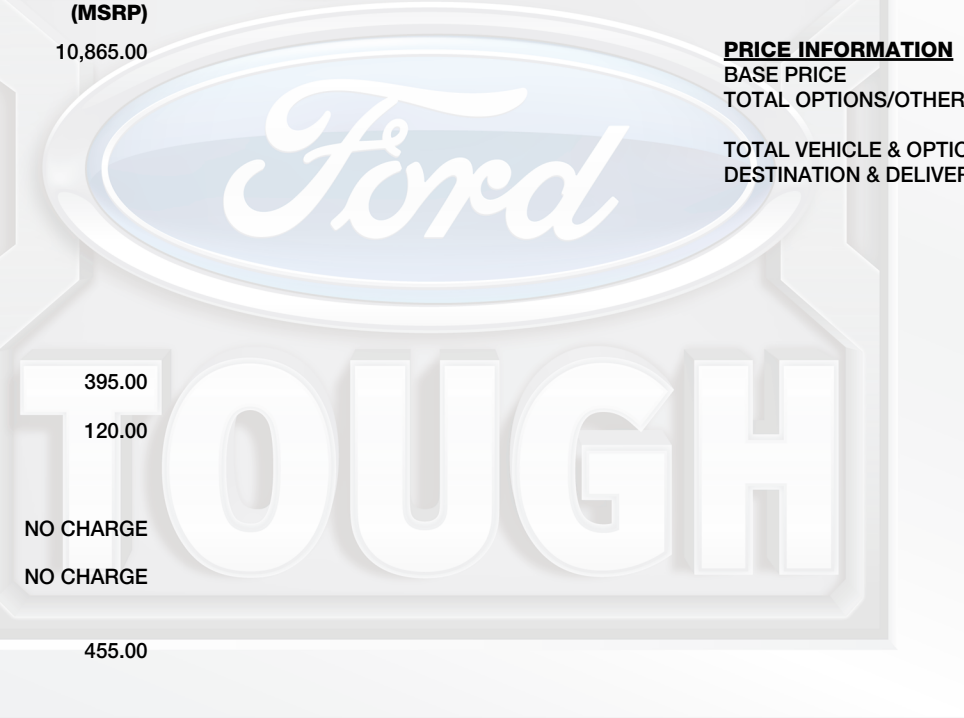 (MSRP)
10,865.00
395.00
120.00
NO CHARGE
NO CHARGE
455.00
PRICE INFORMATION
BASE PRICE
TOTAL OPTIONS/OTHER
TOTAL VEHICLE & OPTIO
DESTINATION & DELIVER
Ford
TOUGH